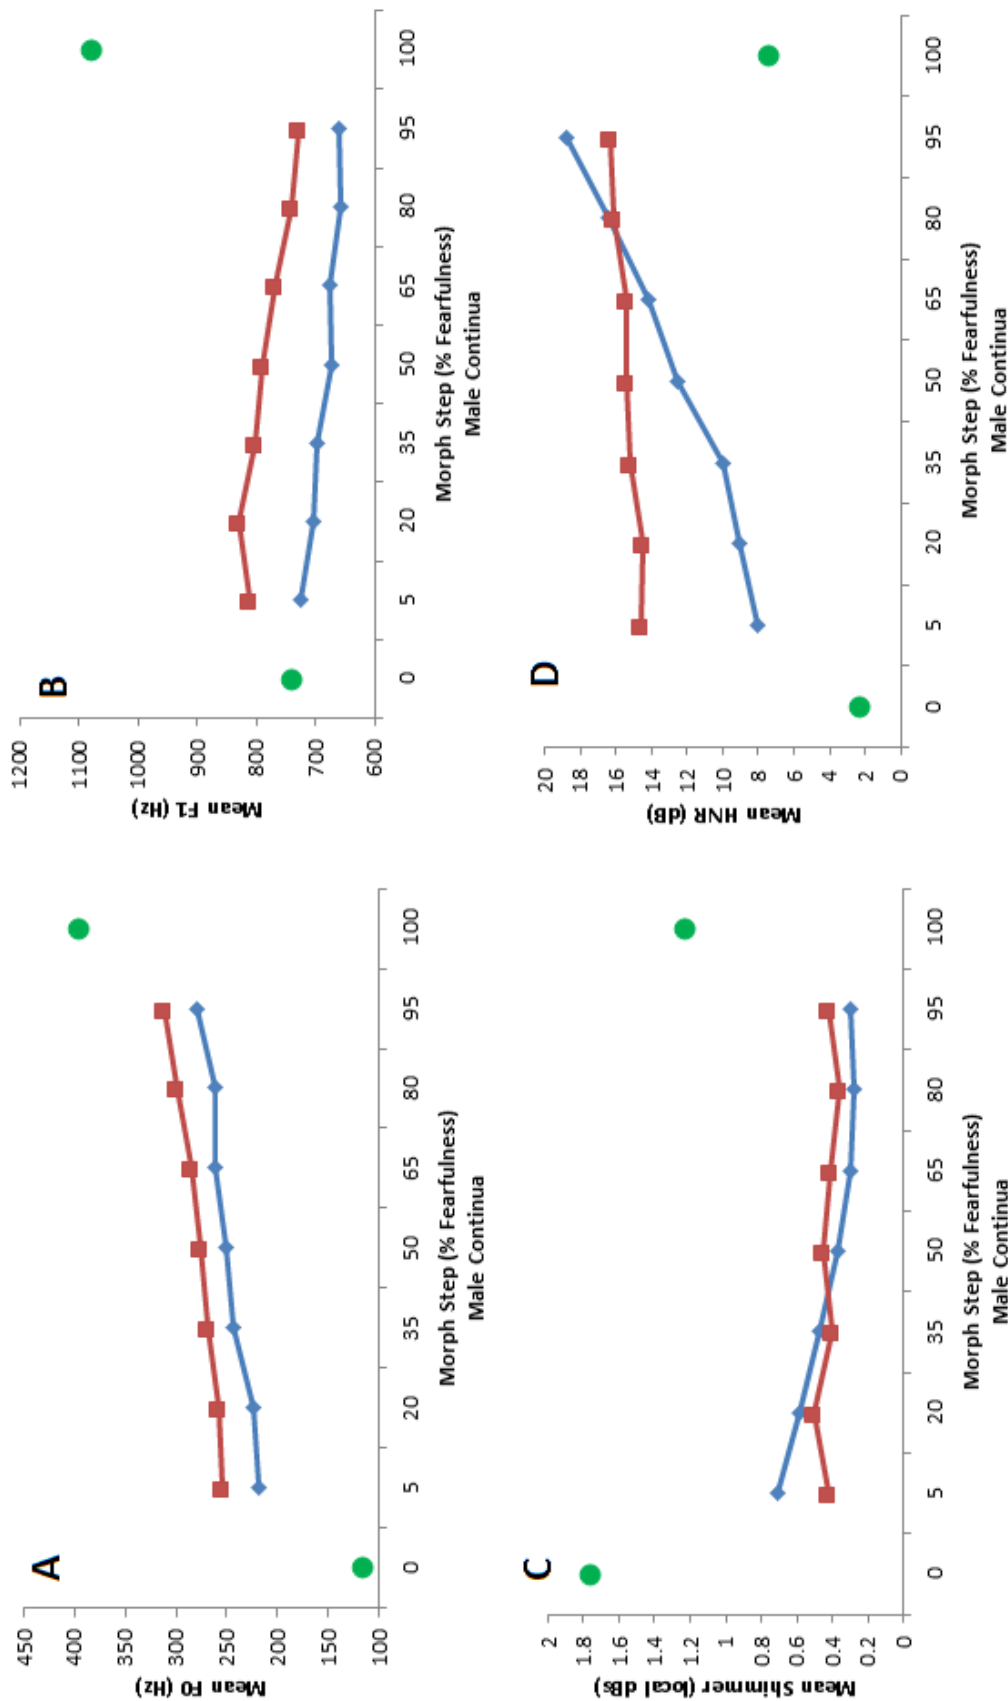 A
450
400
350
300
250
200
150
100
Mean F0 (Hz)
0 5 20 35 50 65 80 95 100
Morph Step (% Fearfulness)
Male Continua
B
1200
1100
1000
900
800
700
600
Mean F1 (Hz)
0 5 20 35 50 65 80 95 100
Morph Step (% Fearfulness)
Male Continua
C
2
1.8
1.6
1.4
1.2
1
0.8
0.6
0.4
0.2
0
Mean Shimmer (local dBs)
0 5 20 35 50 65 80 95 100
Morph Step (% Fearfulness)
Male Continua
D
20
18
16
14
12
10
8
6
4
2
0
Mean HNR (dB)
0 5 20 35 50 65 80 95 100
Morph Step (% Fearfulness)
Male Continua